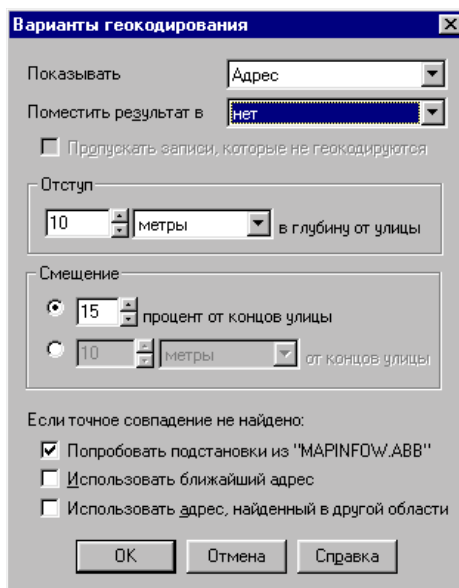 Варианты геокодирования
Показывать Адрес
Поместить результат в нет
Пропускать записи, которые не геокодируются
Отступ
10 метры в глубину от улицы
Смещение
15 процент от концов улицы
10 метры от концов улицы
Если точное совпадение не найдено:
Попробовать подстановки из "MAPINFOW.ABB"
Использовать ближайший адрес
Использовать адрес, найденный в другой области
OK Отмена Справка